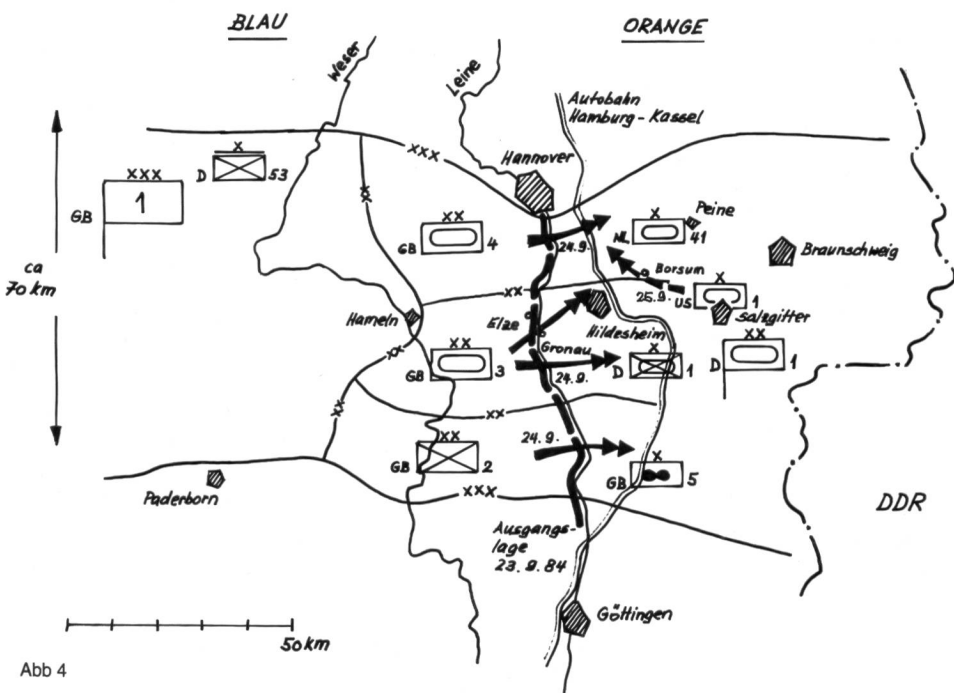 BLAU
ORANGE
Weser
Leine
Autobahn
Hamburg-Kassel
Hannover
xxx
x
D 53
xxx
1
GB
xx
xx
GB 4
24.9.
x
NL 41
Peine
Braunschweig
ca
70 km
xx
Borsum
25.9.
US 1
Salzgitter
Hameln
Elze
Hildesheim
xx
xx
GB 3
Gronau
24.9.
x
D 1
xx
D 1
xx
xx
24.9.
xx
GB 2
x
GB 5
xxx
Paderborn
DDR
Ausgangs-
lage
23.9.84
Göttingen
50 km
Abb 4